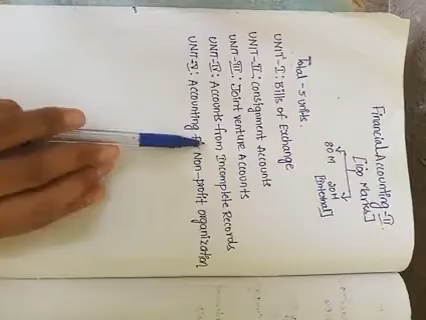 Financial Accounting-II
[100 Marks]
80 M 20 M
[Internal]
Total - 5 units.
UNIT-I: Bills of Exchange
UNIT-II: Consignment Accounts
UNIT-III: Joint Venture Accounts
UNIT-IV: Accounts from Incomplete Records
UNIT-V: Accounting Non-profit organization